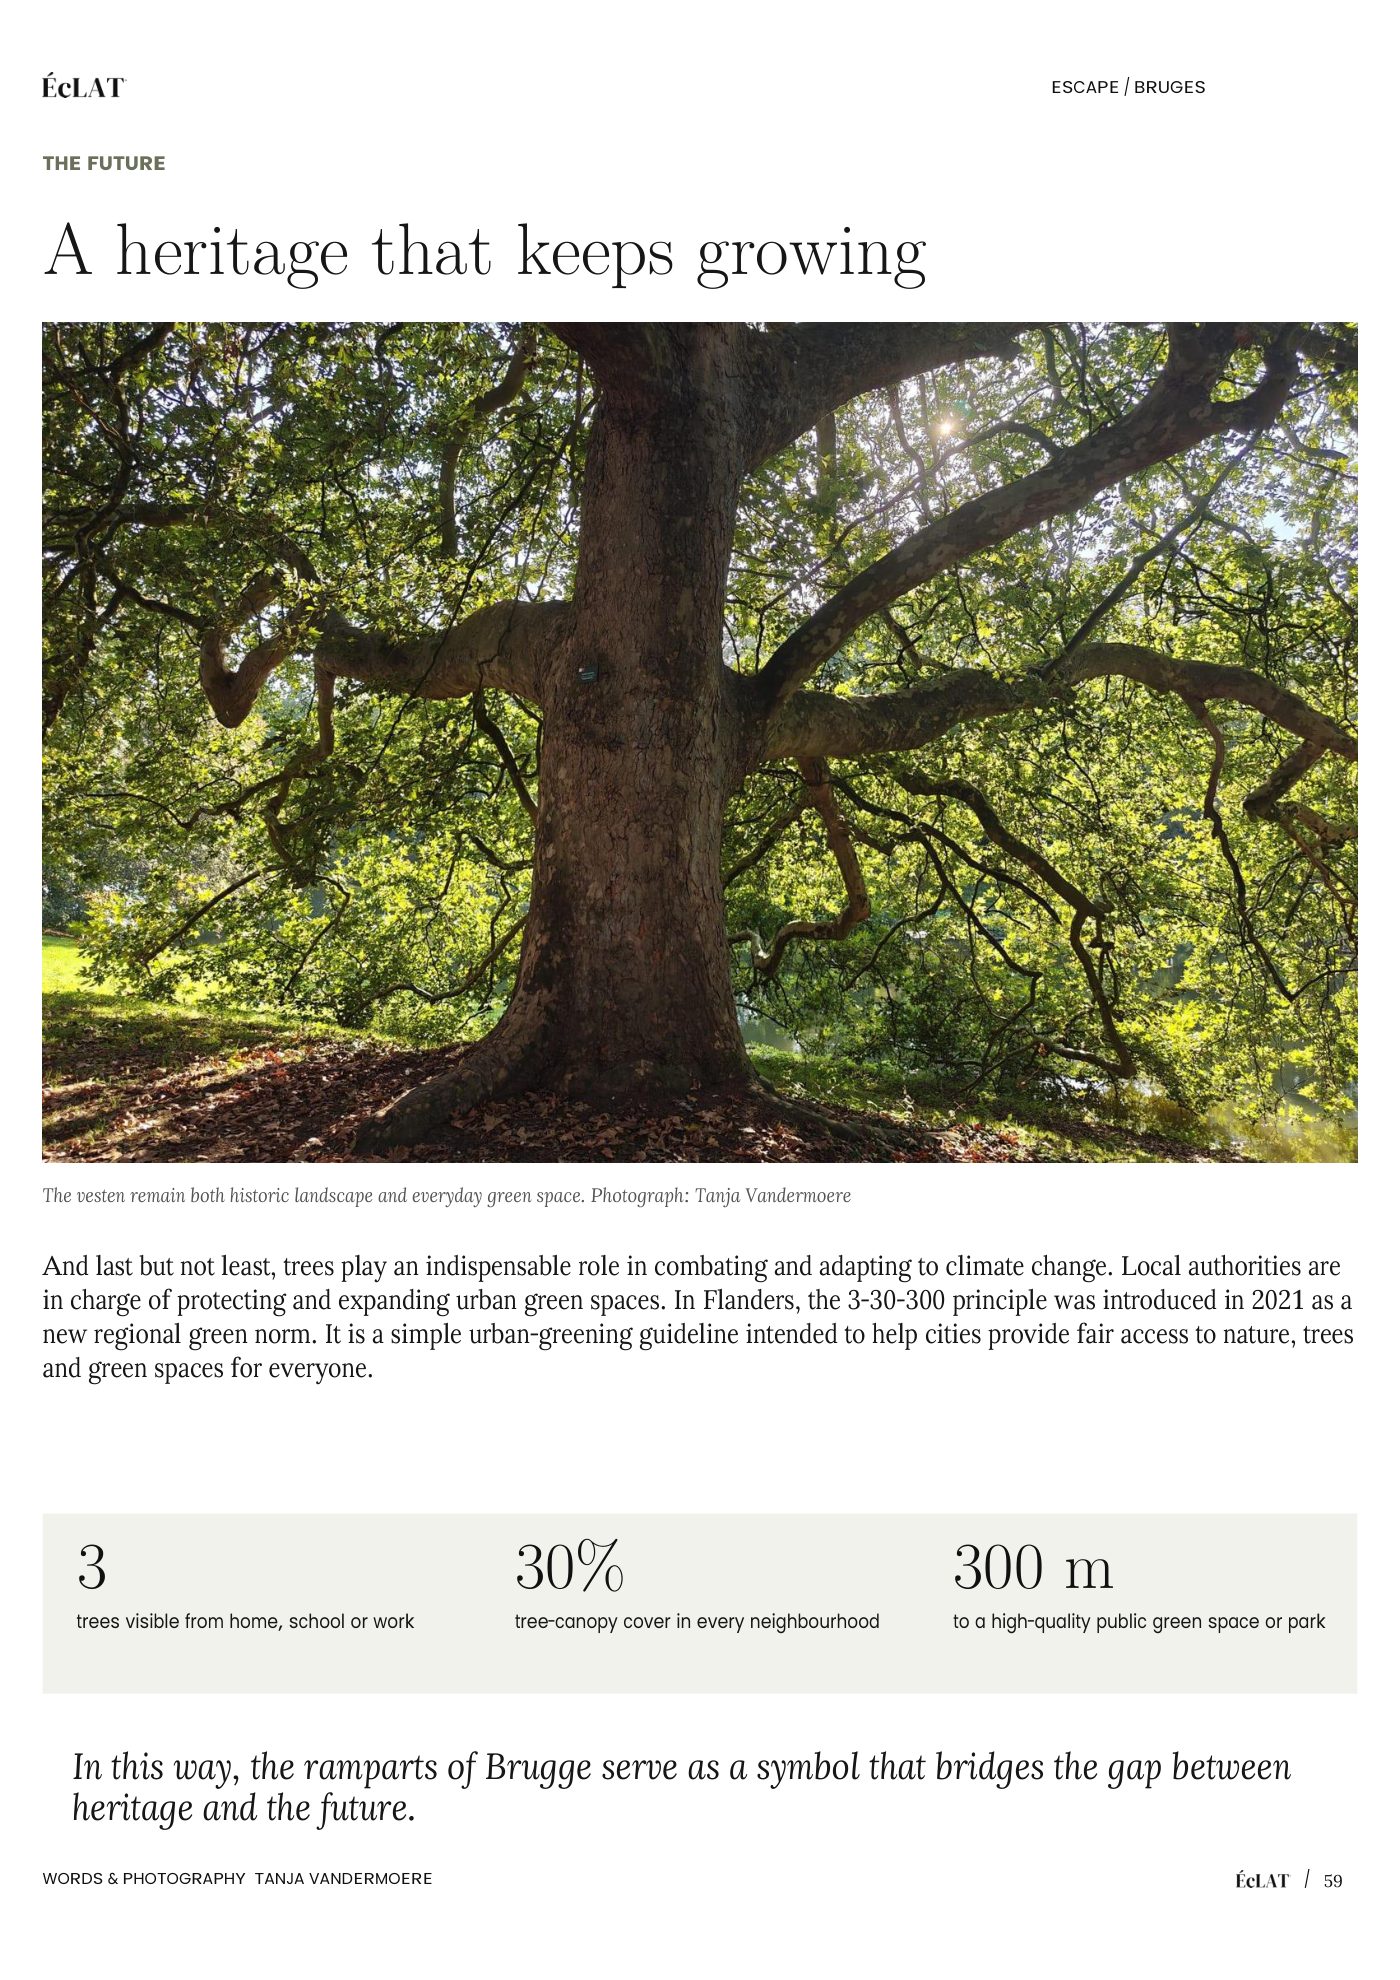 ÉcLAT
ESCAPE / BRUGES
THE FUTURE
A heritage that keeps growing
The vesten remain both historic landscape and everyday green space. Photograph: Tanja Vandermoere
And last but not least, trees play an indispensable role in combating and adapting to climate change. Local authorities are
in charge of protecting and expanding urban green spaces. In Flanders, the 3-30-300 principle was introduced in 2021 as a
new regional green norm. It is a simple urban-greening guideline intended to help cities provide fair access to nature, trees
and green spaces for everyone.
3
trees visible from home, school or work
30%
tree-canopy cover in every neighbourhood
300 m
to a high-quality public green space or park
In this way, the ramparts of Brugge serve as a symbol that bridges the gap between
heritage and the future.
WORDS & PHOTOGRAPHY TANJA VANDERMOERE
ÉcLAT / 59